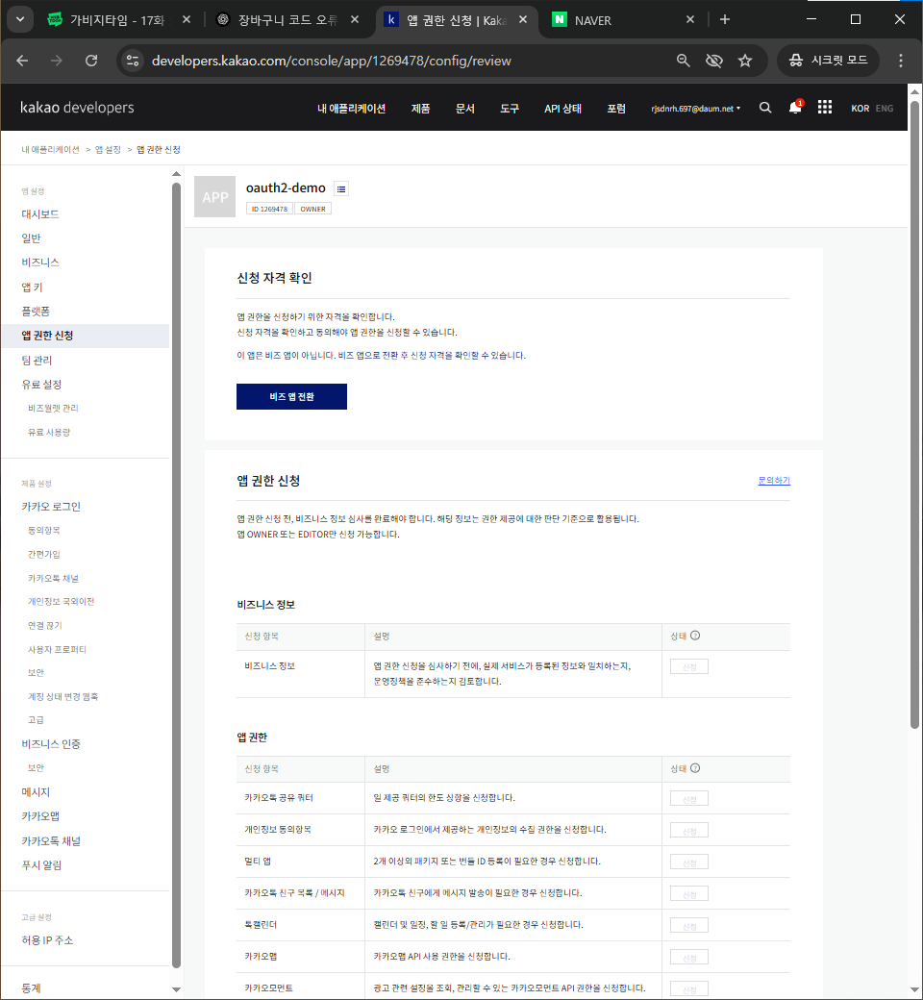 가비지타임 - 17화
장바구니 코드 오류
앱 권한 신청 | Kaka
NAVER
developers.kakao.com/console/app/1269478/config/review
시크릿 모드
kakao developers
내 애플리케이션
제품
문서
도구
API 상태
포럼
rjsdnrh.697@daum.net
1
KOR ENG
내 애플리케이션 > 앱 설정 > 앱 권한 신청
앱 설정
대시보드
일반
비즈니스
앱 키
플랫폼
앱 권한 신청
팀 관리
유료 설정
비즈월렛 관리
유료 사용량
제품 설정
카카오 로그인
동의항목
간편가입
카카오톡 채널
개인정보 국외이전
연결 끊기
사용자 프로퍼티
보안
계정 상태 변경 웹훅
고급
비즈니스 인증
보안
메시지
카카오맵
카카오톡 채널
푸시 알림
고급 설정
허용 IP 주소
통계
APP
oauth2-demo
ID 1269478
OWNER
신청 자격 확인
앱 권한을 신청하기 위한 자격을 확인합니다.
신청 자격을 확인하고 동의해야 앱 권한을 신청할 수 있습니다.
이 앱은 비즈 앱이 아닙니다. 비즈 앱으로 전환 후 신청 자격을 확인할 수 있습니다.
비즈 앱 전환
앱 권한 신청
문의하기
앱 권한 신청 전, 비즈니스 정보 심사를 완료해야 합니다. 해당 정보는 권한 제공에 대한 판단 기준으로 활용됩니다.
앱 OWNER 또는 EDITOR만 신청 가능합니다.
비즈니스 정보
신청 항목
설명
상태 ?
비즈니스 정보
앱 권한 신청을 심사하기 전에, 실제 서비스가 등록된 정보와 일치하는지,
운영정책을 준수하는지 검토합니다.
신청
앱 권한
신청 항목
설명
상태 ?
카카오톡 공유 쿼터
일 제공 쿼터의 한도 상향을 신청합니다.
신청
개인정보 동의항목
카카오 로그인에서 제공하는 개인정보의 수집 권한을 신청합니다.
신청
멀티 앱
2개 이상의 패키지 또는 번들 ID 등록이 필요한 경우 신청합니다.
신청
카카오톡 친구 목록 / 메시지
카카오톡 친구에게 메시지 발송이 필요한 경우 신청합니다.
신청
톡캘린더
캘린더 및 일정, 할 일 등록/관리가 필요한 경우 신청합니다.
신청
카카오맵
카카오맵 API 사용 권한을 신청합니다.
신청
카카오모먼트
광고 관련 설정을 조회, 관리할 수 있는 카카오모먼트 API 권한을 신청합니다.
신청